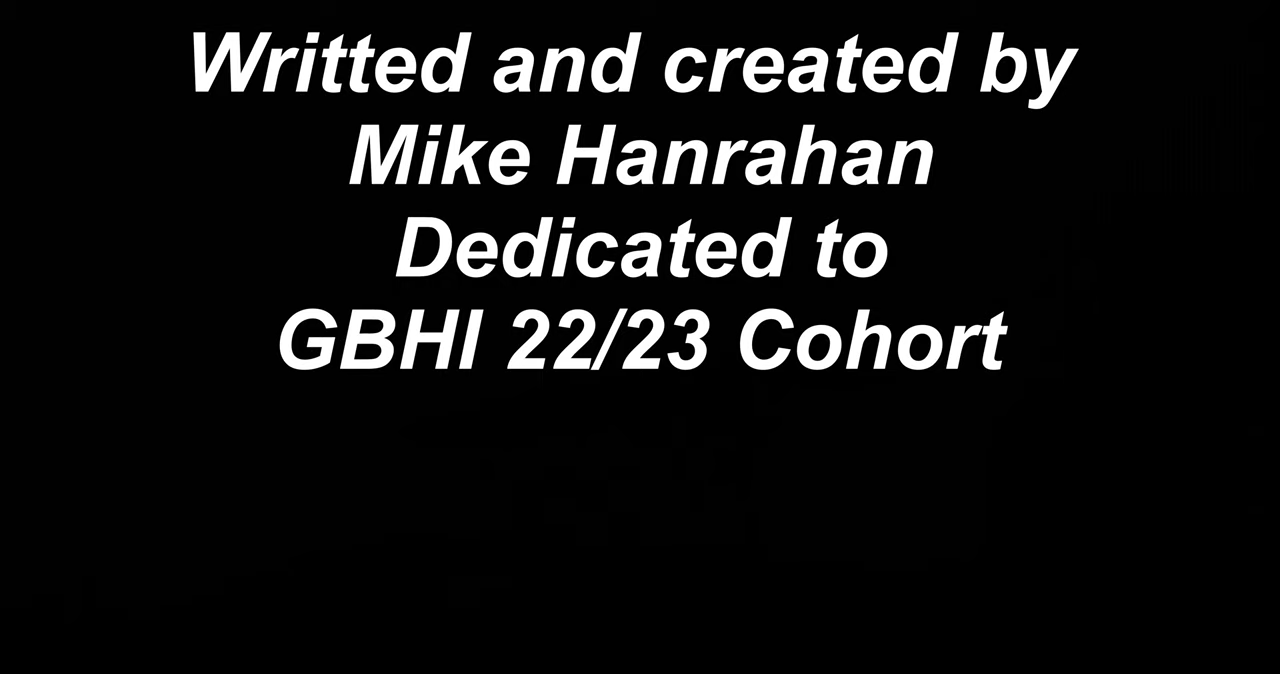 Writted and created by
Mike Hanrahan
Dedicated to
GBHI 22/23 Cohort